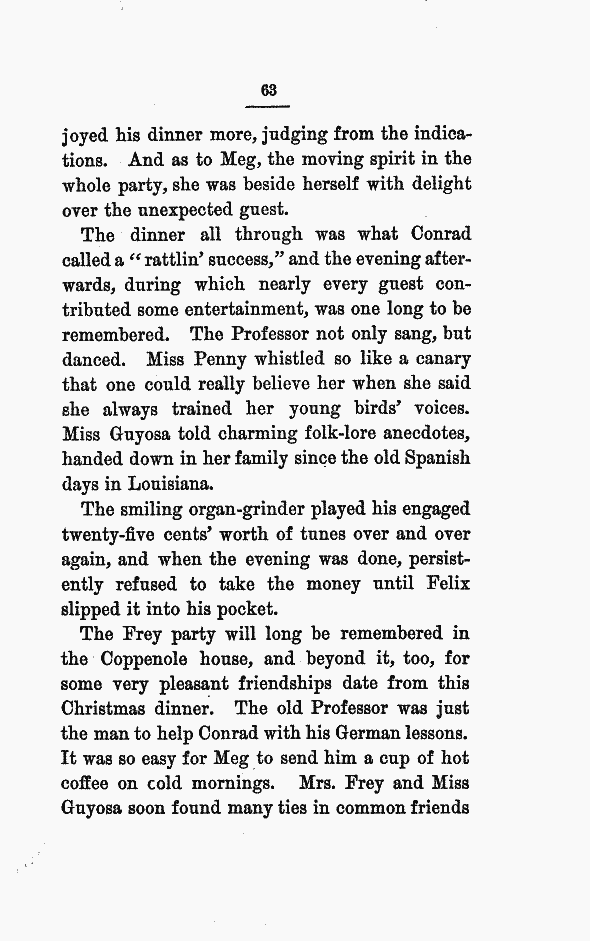 63
joyed his dinner more, judging from the indica-
tions. And as to Meg, the moving spirit in the
whole party, she was beside herself with delight
over the unexpected guest.
The dinner all through was what Conrad
called a “rattlin’ success,” and the evening after-
wards, during which nearly every guest con-
tributed some entertainment, was one long to be
remembered. The Professor not only sang, but
danced. Miss Penny whistled so like a canary
that one could really believe her when she said
she always trained her young birds’ voices.
Miss Guyosa told charming folk-lore anecdotes,
handed down in her family since the old Spanish
days in Louisiana.
The smiling organ-grinder played his engaged
twenty-five cents’ worth of tunes over and over
again, and when the evening was done, persist-
ently refused to take the money until Felix
slipped it into his pocket.
The Frey party will long be remembered in
the Coppenole house, and beyond it, too, for
some very pleasant friendships date from this
Christmas dinner. The old Professor was just
the man to help Conrad with his German lessons.
It was so easy for Meg to send him a cup of hot
coffee on cold mornings. Mrs. Frey and Miss
Guyosa soon found many ties in common friends